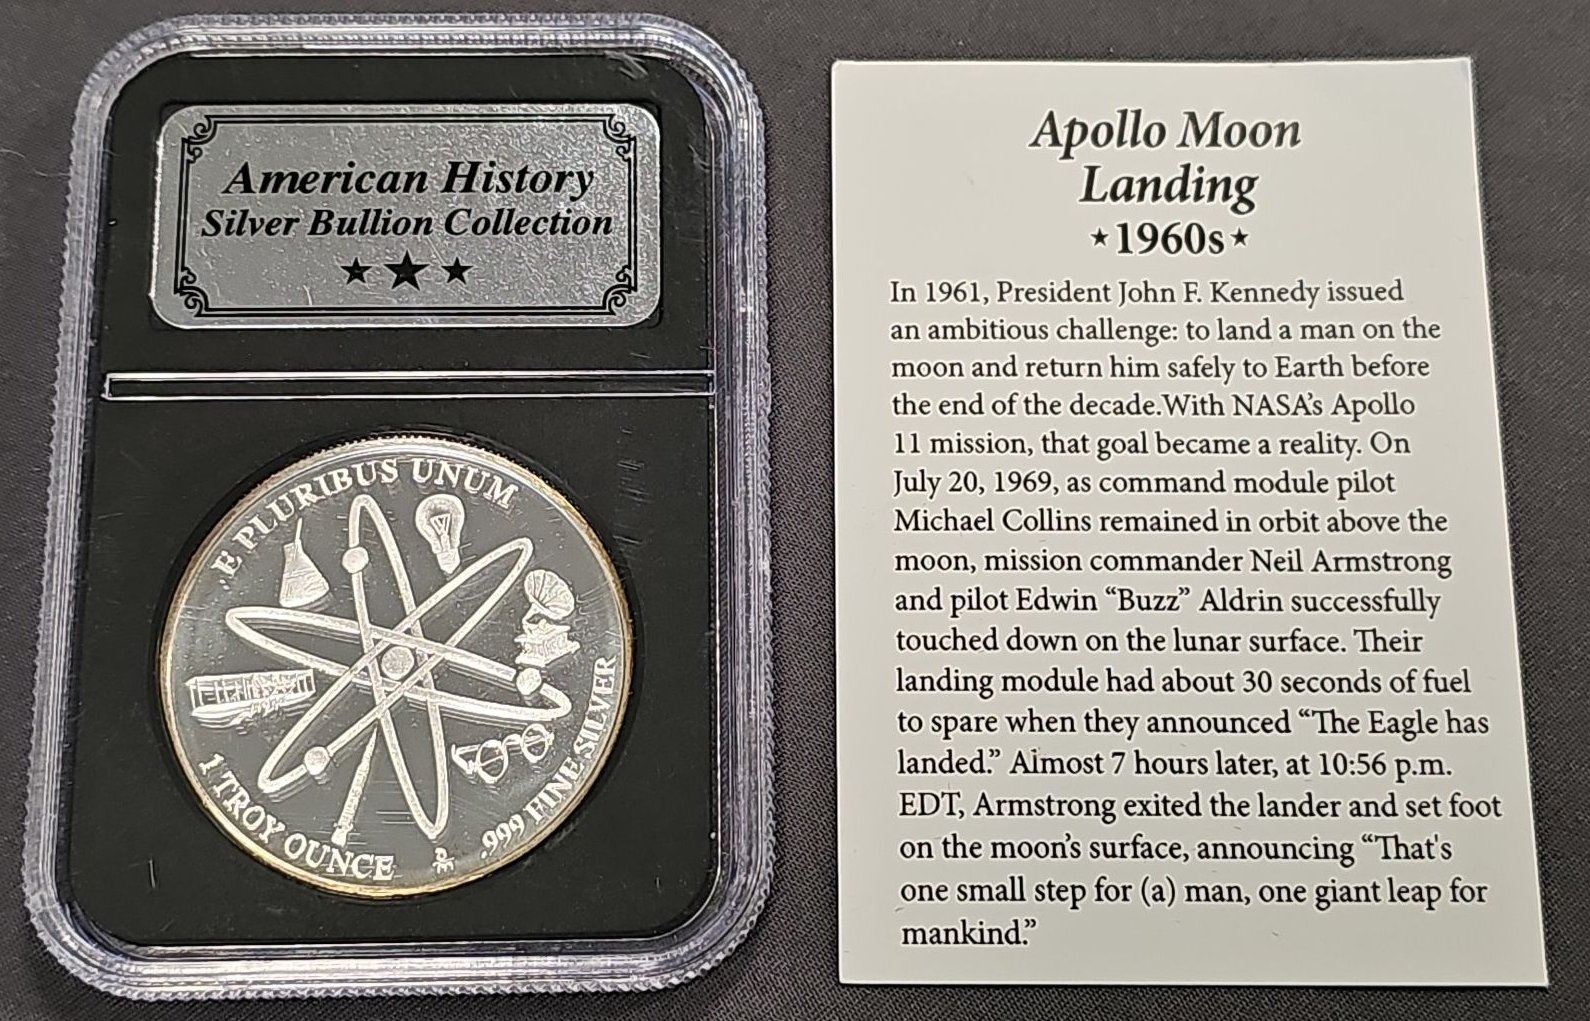 American History
Silver Bullion Collection
E PLURIBUS UNUM
1 TROY OUNCE
.999 FINE SILVER
Apollo Moon
Landing
★1960s★
In 1961, President John F. Kennedy issued
an ambitious challenge: to land a man on the
moon and return him safely to Earth before
the end of the decade.With NASA's Apollo
11 mission, that goal became a reality. On
July 20, 1969, as command module pilot
Michael Collins remained in orbit above the
moon, mission commander Neil Armstrong
and pilot Edwin “Buzz” Aldrin successfully
touched down on the lunar surface. Their
landing module had about 30 seconds of fuel
to spare when they announced “The Eagle has
landed.” Almost 7 hours later, at 10:56 p.m.
EDT, Armstrong exited the lander and set foot
on the moon’s surface, announcing “That's
one small step for (a) man, one giant leap for
mankind.”